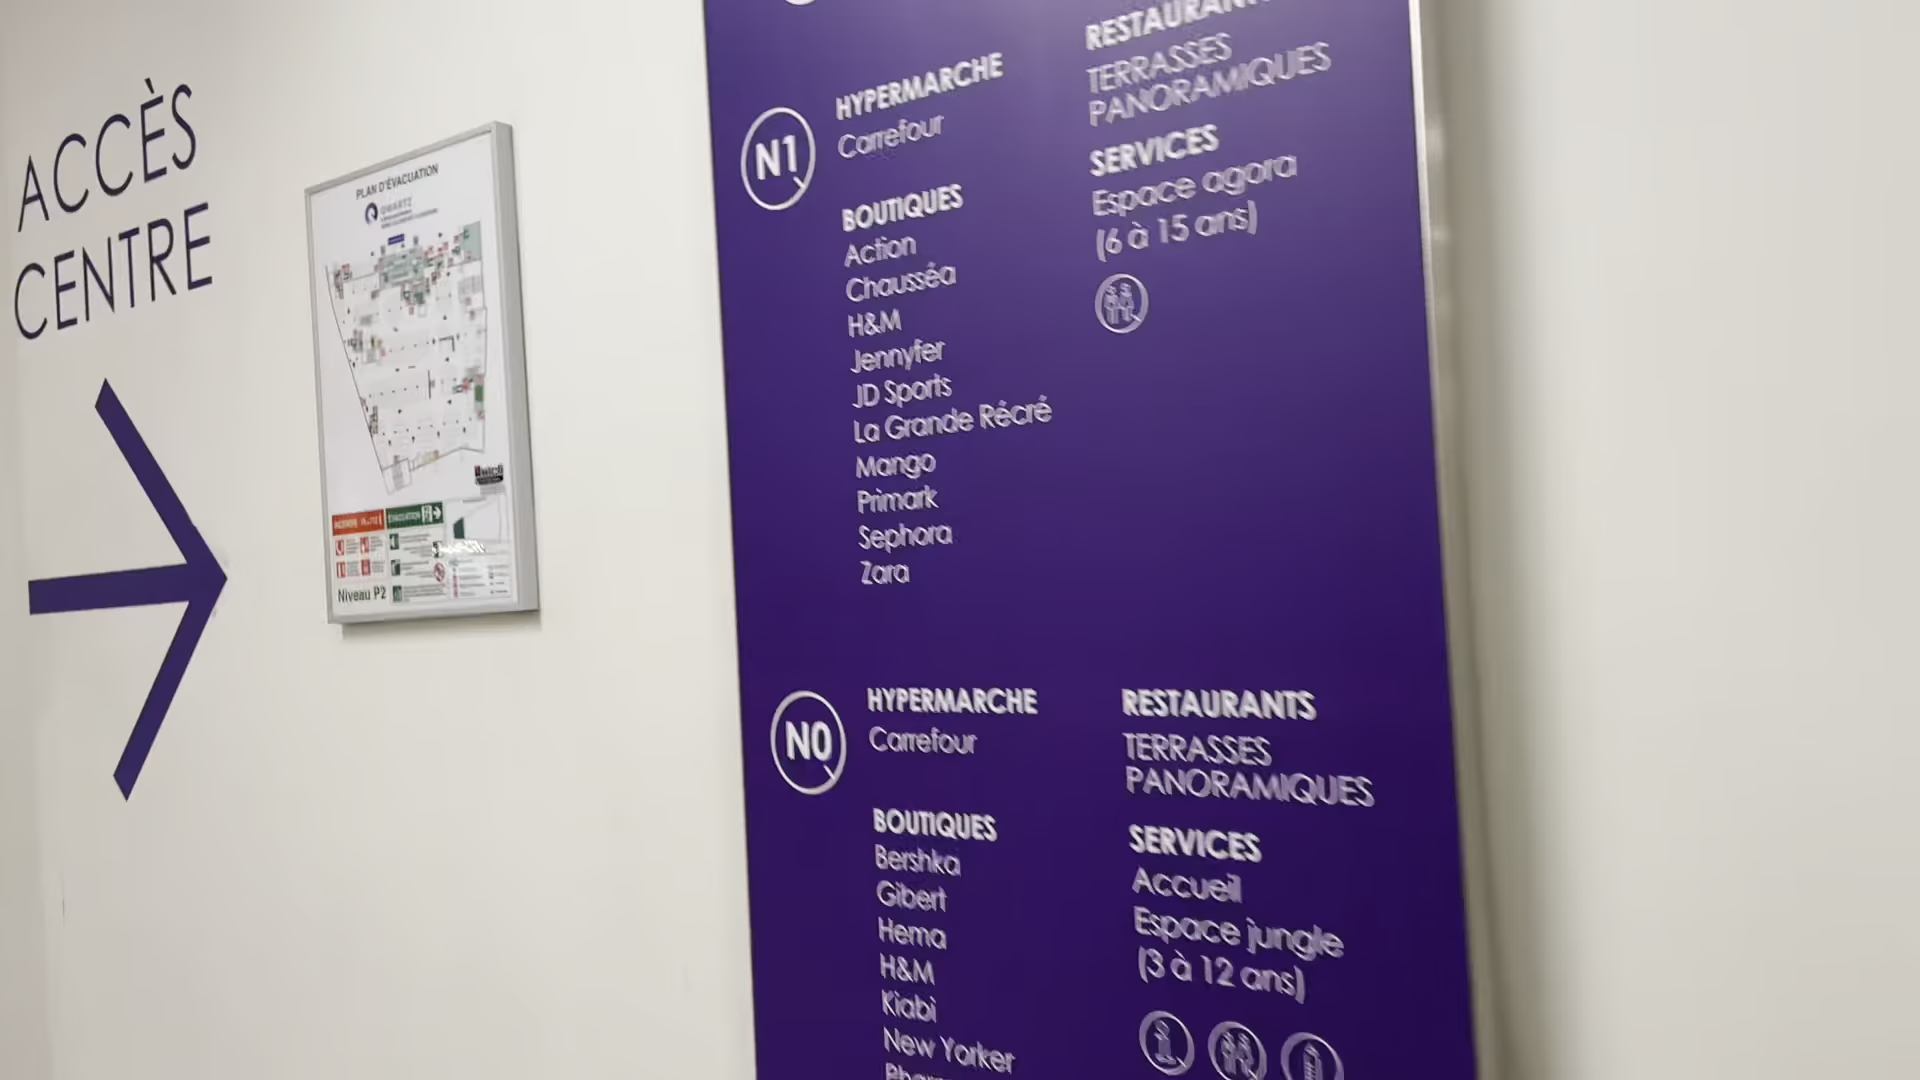 ACCÈS
CENTRE
PLAN D'ÉVACUATION
QWARTZ
Niveau P2
N1
HYPERMARCHE
Carrefour
BOUTIQUES
Action
Chausséa
H&M
Jennyfer
JD Sports
La Grande Récré
Mango
Primark
Sephora
Zara
RESTAURANTS
TERRASSES
PANORAMIQUES
SERVICES
Espace agora
(6 à 15 ans)
N0
HYPERMARCHE
Carrefour
BOUTIQUES
Bershka
Gibert
Hema
H&M
Kiabi
New Yorker
RESTAURANTS
TERRASSES
PANORAMIQUES
SERVICES
Accueil
Espace jungle
(3 à 12 ans)